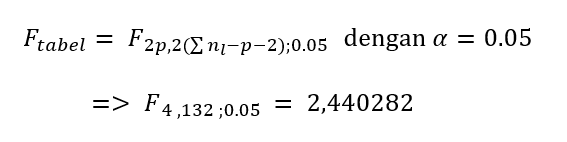 F_tabel = F_2p,2(∑ n_l−p−2);0.05 dengan α = 0.05
=> F_4 ,132 ;0.05 = 2,440282